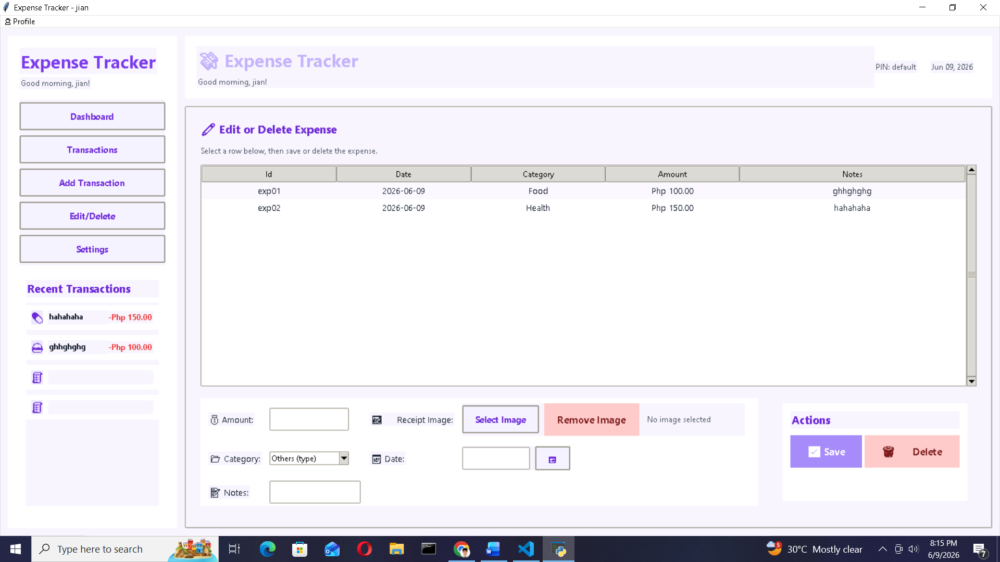 Expense Tracker - jian
Profile
Expense Tracker
Good morning, jian!
Dashboard
Transactions
Add Transaction
Edit/Delete
Settings
Recent Transactions
hahahaha -Php 150.00
ghhghghg -Php 100.00
Expense Tracker
Good morning, jian!
PIN: default Jun 09, 2026
Edit or Delete Expense
Select a row below, then save or delete the expense.
Id Date Category Amount Notes
exp01 2026-06-09 Food Php 100.00 ghhghghg
exp02 2026-06-09 Health Php 150.00 hahahaha
Amount: Receipt Image: Select Image Remove Image No image selected
Category: Others (type) Date:
Notes:
Actions
Save Delete
Type here to search
5 30°C Mostly clear
8:15 PM
6/9/2026
7